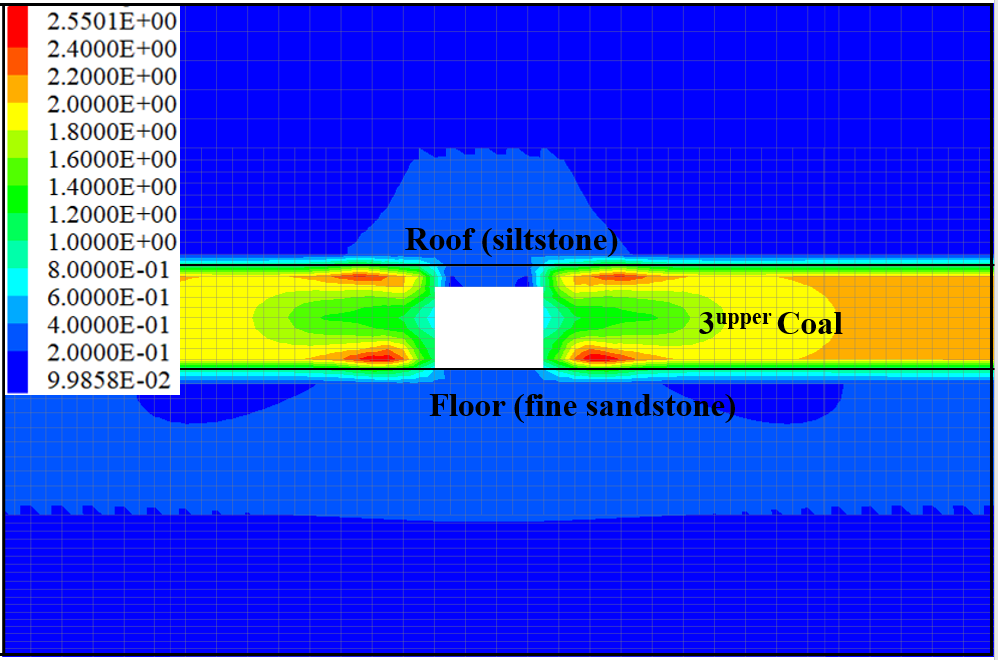 2.5501E+00
2.4000E+00
2.2000E+00
2.0000E+00
1.8000E+00
1.6000E+00
1.4000E+00
1.2000E+00
1.0000E+00
8.0000E-01
6.0000E-01
4.0000E-01
2.0000E-01
9.9858E-02
Roof (siltstone)
3upper Coal
Floor (fine sandstone)